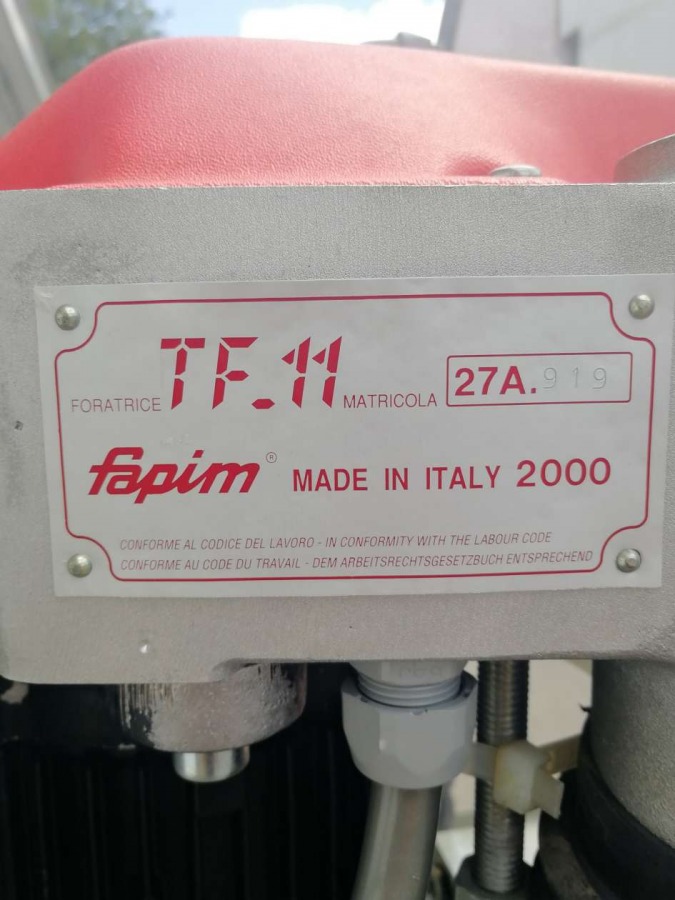 FORATRICE TF.11 MATRICOLA 27A.919
fapim® MADE IN ITALY 2000
CONFORME AL CODICE DEL LAVORO - IN CONFORMITY WITH THE LABOUR CODE
CONFORME AU CODE DU TRAVAIL - DEM ARBEITSRECHTSGESETZBUCH ENTSPRECHEND